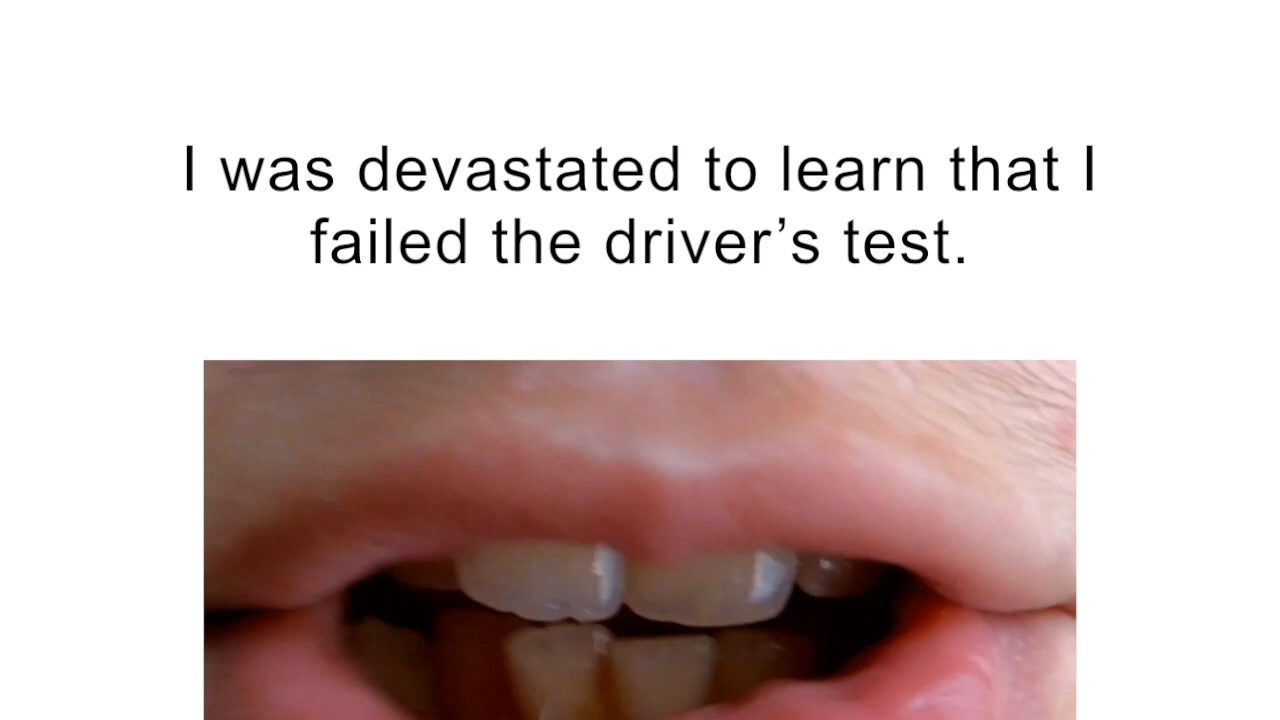 I was devastated to learn that I
failed the driver’s test.